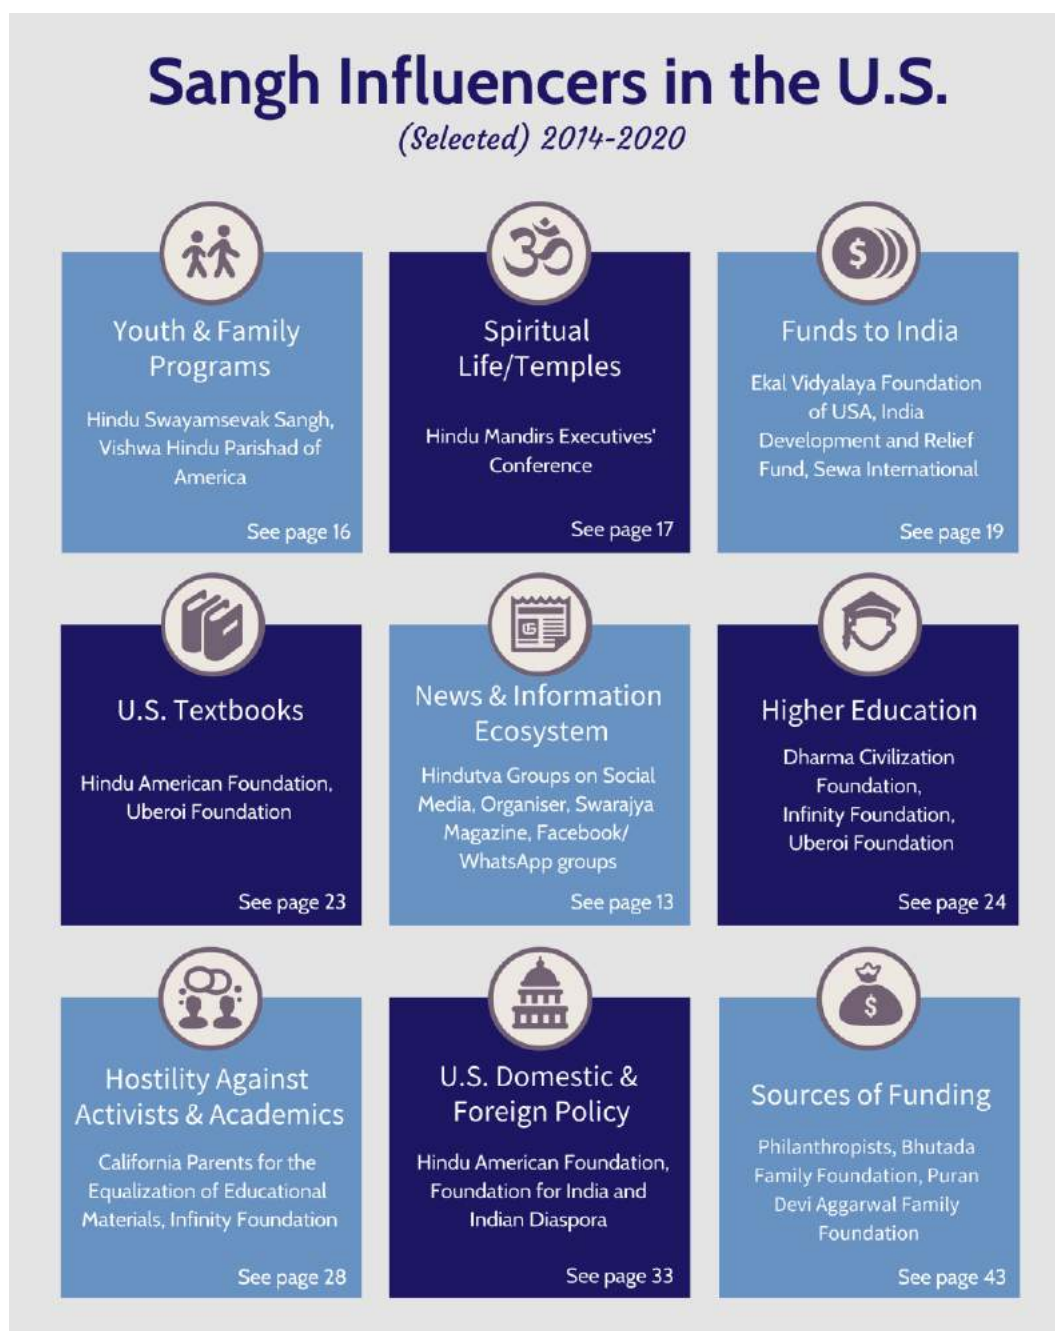 Sangh Influencers in the U.S.
(Selected) 2014-2020
Youth & Family
Programs
Hindu Swayamsevak Sangh,
Vishwa Hindu Parishad of
America
See page 16
Spiritual
Life/Temples
Hindu Mandirs Executives'
Conference
See page 17
Funds to India
Ekal Vidyalaya Foundation
of USA, India
Development and Relief
Fund, Sewa International
See page 19
U.S. Textbooks
Hindu American Foundation,
Uberoi Foundation
See page 23
News & Information
Ecosystem
Hindutva Groups on Social
Media, Organiser, Swarajya
Magazine, Facebook/
WhatsApp groups
See page 13
Higher Education
Dharma Civilization
Foundation,
Infinity Foundation,
Uberoi Foundation
See page 24
Hostility Against
Activists & Academics
California Parents for the
Equalization of Educational
Materials, Infinity Foundation
See page 28
U.S. Domestic &
Foreign Policy
Hindu American Foundation,
Foundation for India and
Indian Diaspora
See page 33
Sources of Funding
Philanthropists, Bhutada
Family Foundation, Puran
Devi Aggarwal Family
Foundation
See page 43